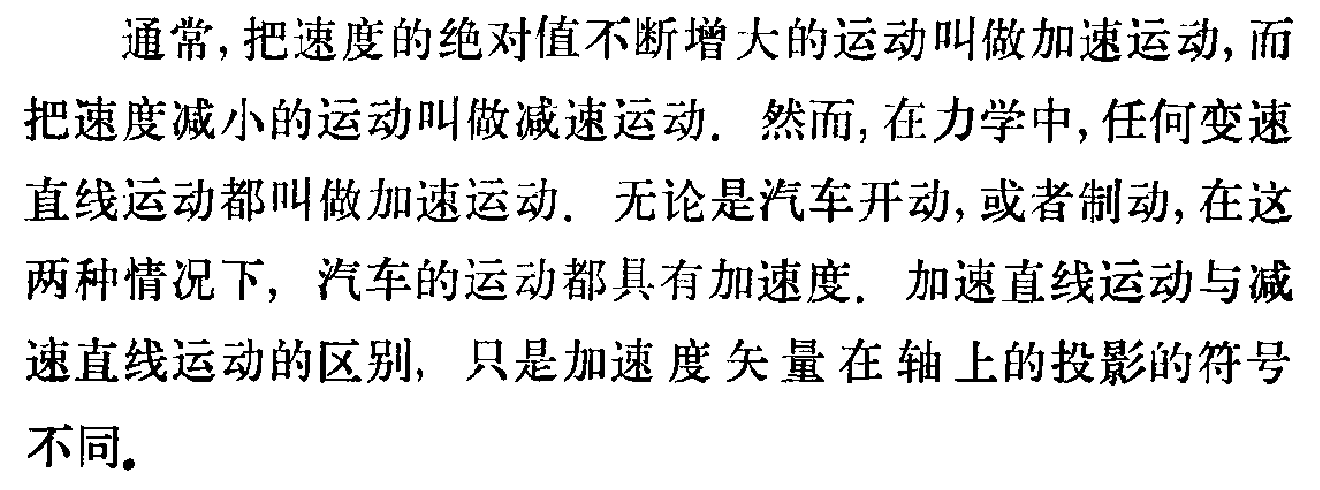 通常,把速度的绝对值不断增大的运动叫做加速运动,而
把速度减小的运动叫做减速运动. 然而,在力学中,任何变速
直线运动都叫做加速运动. 无论是汽车开动,或者制动,在这
两种情况下, 汽车的运动都具有加速度. 加速直线运动与减
速直线运动的区别, 只是加速度矢量在轴上的投影的符号
不同.